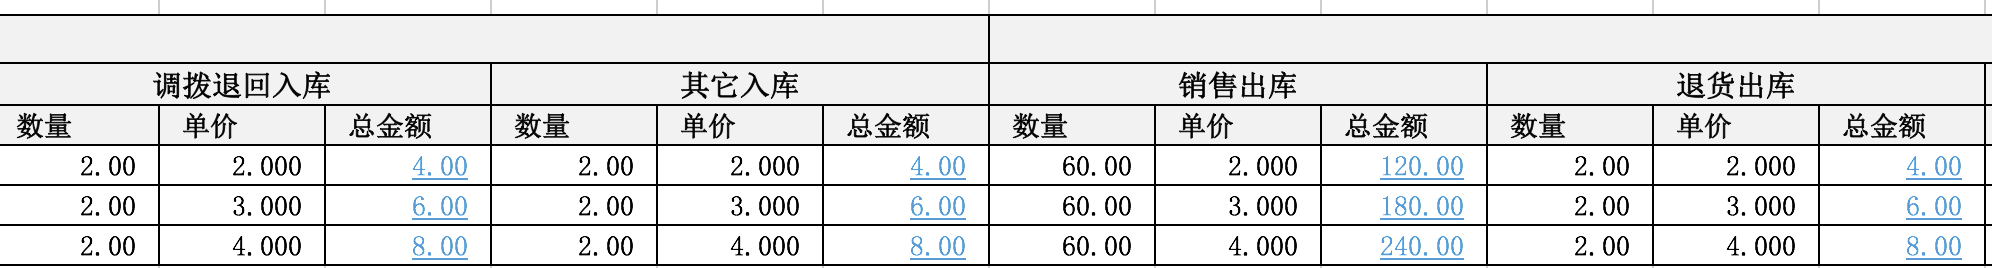 调拨退回入库 其它入库 销售出库 退货出库
数量 单价 总金额 数量 单价 总金额 数量 单价 总金额 数量 单价 总金额
2.00 2.000 4.00 2.00 2.000 4.00 60.00 2.000 120.00 2.00 2.000 4.00
2.00 3.000 6.00 2.00 3.000 6.00 60.00 3.000 180.00 2.00 3.000 6.00
2.00 4.000 8.00 2.00 4.000 8.00 60.00 4.000 240.00 2.00 4.000 8.00